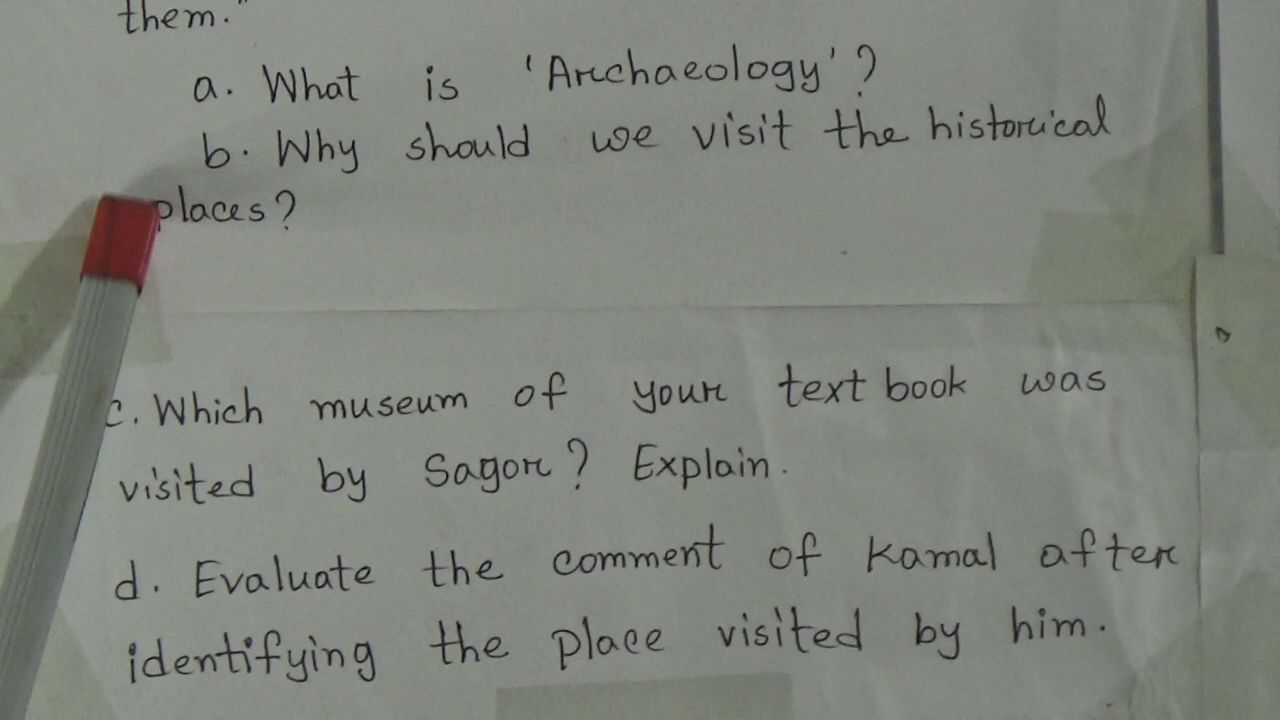 them."
a. What is 'Archaeology'?
b. Why should we visit the historical
places?
c. Which museum of your text book was
visited by Sagor? Explain.
d. Evaluate the comment of Kamal after
identifying the place visited by him.